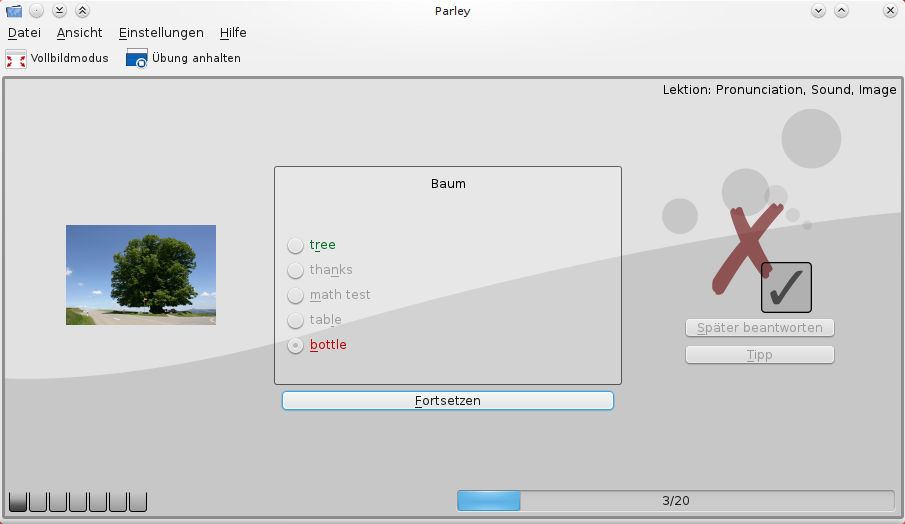 Parley
Datei Ansicht Einstellungen Hilfe
Vollbildmodus Übung anhalten
Lektion: Pronunciation, Sound, Image
Baum
tree
thanks
math test
table
bottle
Später beantworten
Tipp
Fortsetzen
3/20